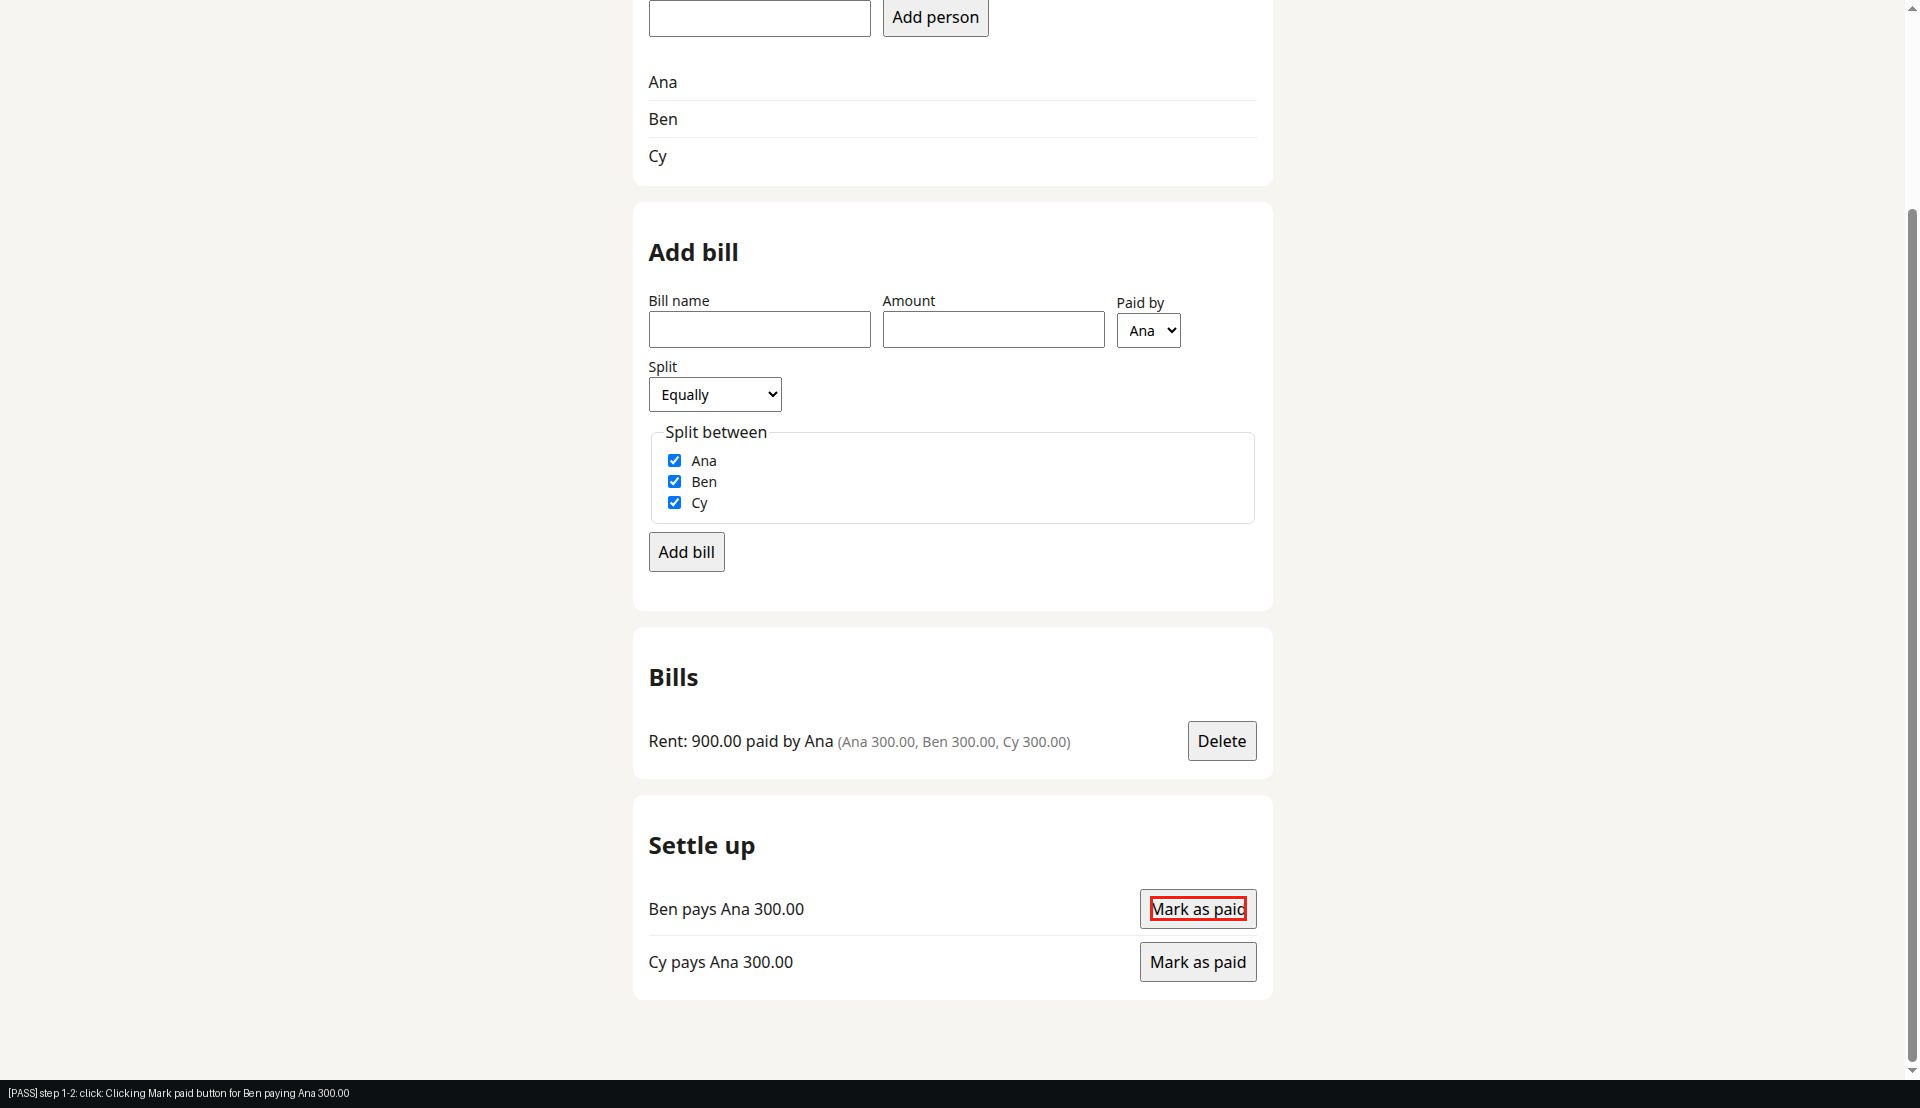 Add person
Ana
Ben
Cy
Add bill
Bill name Amount Paid by
Ana
Split
Equally
Split between
Ana
Ben
Cy
Add bill
Bills
Rent: 900.00 paid by Ana (Ana 300.00, Ben 300.00, Cy 300.00) Delete
Settle up
Ben pays Ana 300.00 Mark as paid
Cy pays Ana 300.00 Mark as paid
[PASS] step 1-2: click: Clicking Mark paid button for Ben paying Ana 300.00